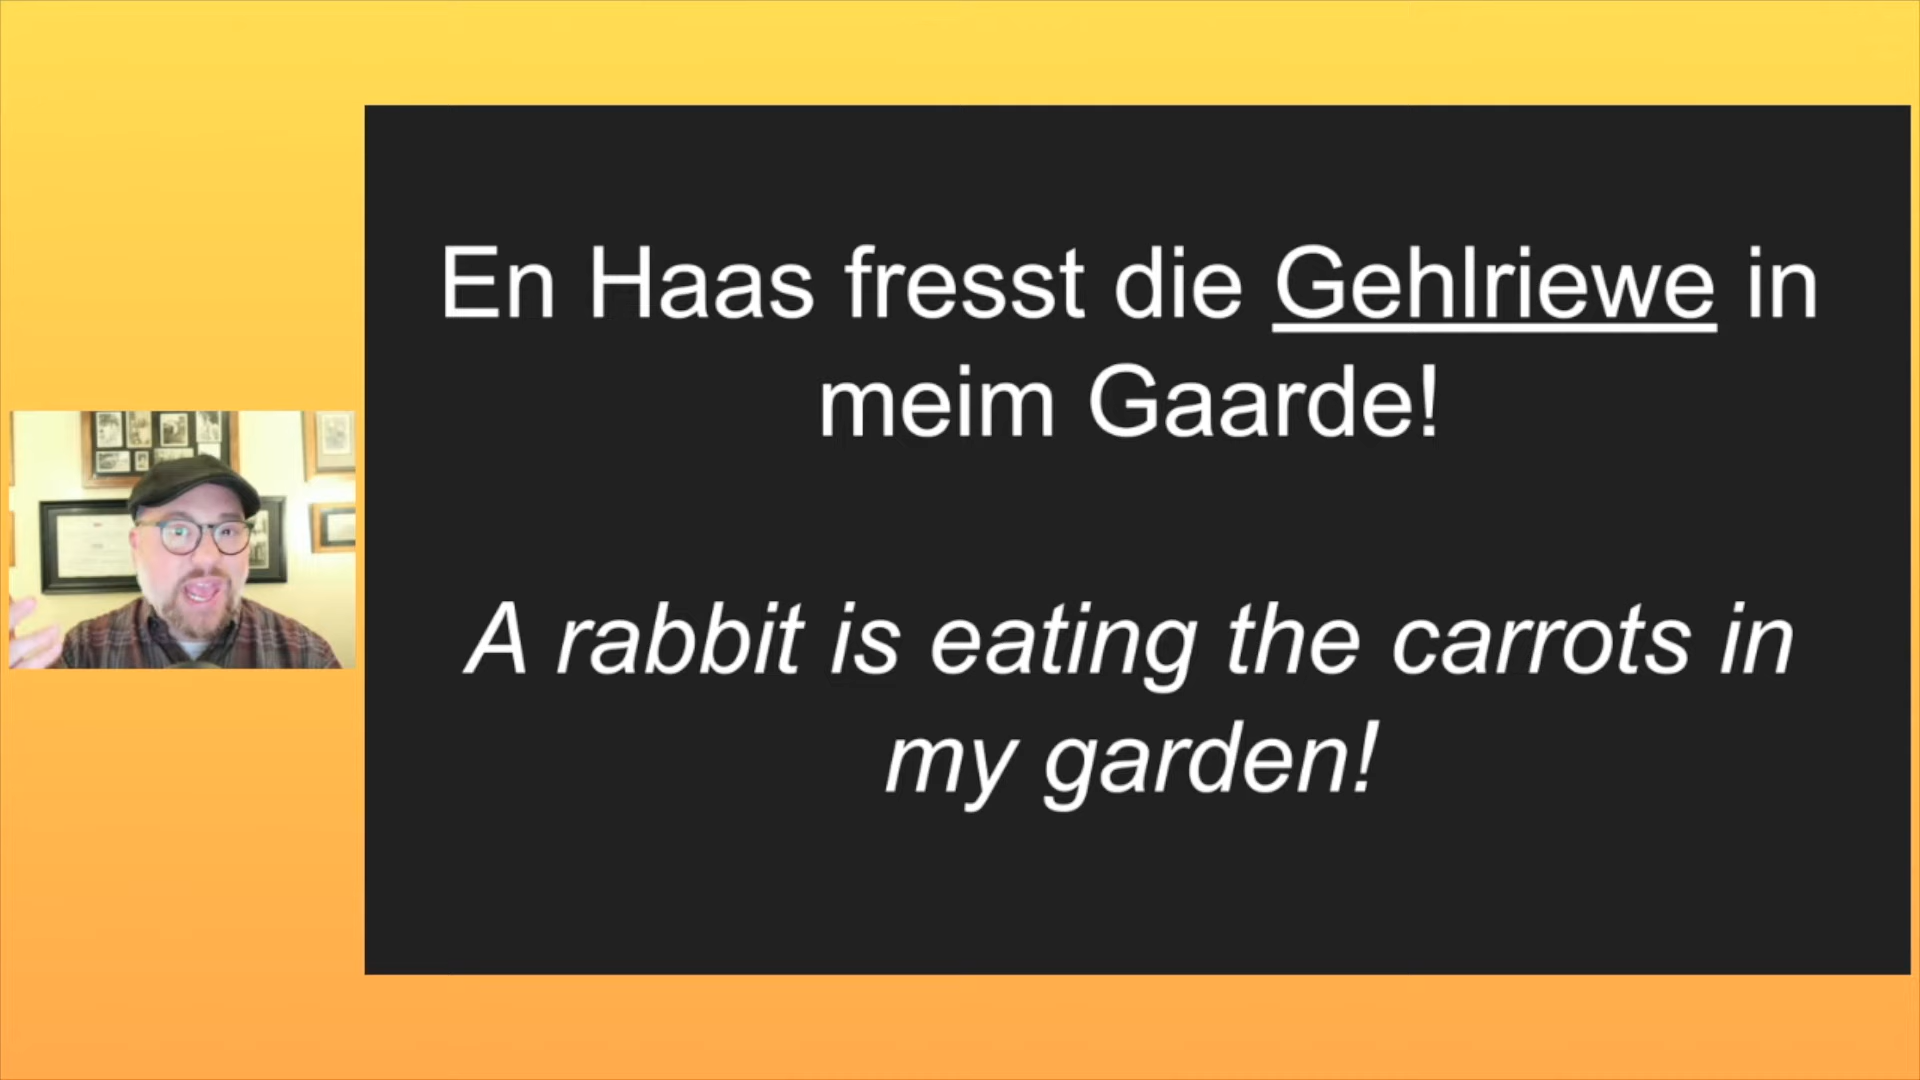 En Haas fresst die Gehlriewe in
meim Gaarde!
A rabbit is eating the carrots in
my garden!